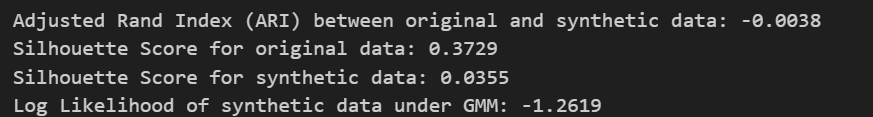 Adjusted Rand Index (ARI) between original and synthetic data: -0.0038
Silhouette Score for original data: 0.3729
Silhouette Score for synthetic data: 0.0355
Log Likelihood of synthetic data under GMM: -1.2619